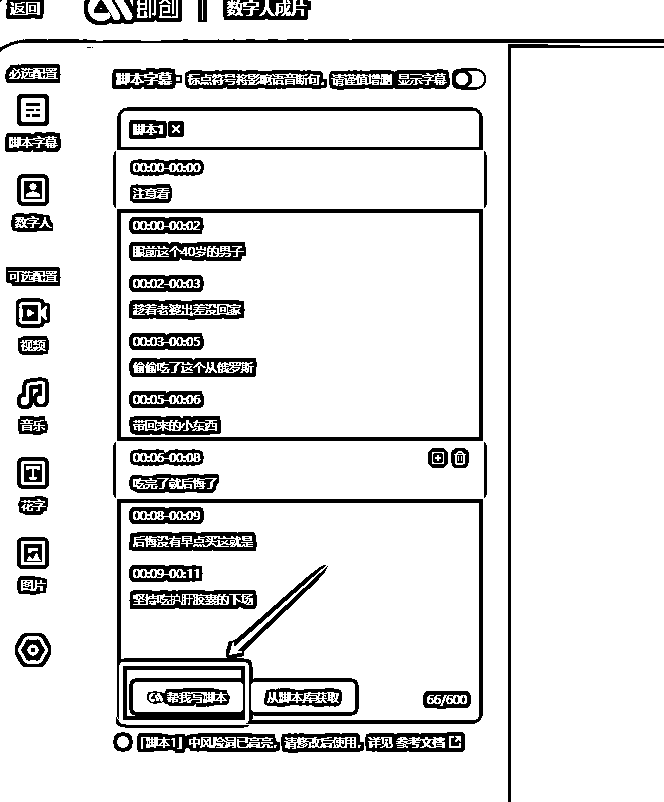 返回
即创
数字人成片
必选配置
脚本字幕
数字人
可选配置
视频
音乐
花字
图片
脚本字幕· 标点符号将影响语音断句，请谨慎增删 显示字幕
脚本1 ×
00:00-00:00
注意看
00:00-00:02
眼前这个40岁的男子
00:02-00:03
趁着老婆出差没回家
00:03-00:05
偷偷吃了这个从俄罗斯
00:05-00:06
带回来的小东西
00:06-00:08
吃完了就后悔了
00:08-00:09
后悔没有早点买这就是
00:09-00:11
坚持吃护肝胶囊的下场
帮我写脚本
从脚本库获取
66/600
「脚本1」中风险词已高亮，请修改后使用，详见 参考文档